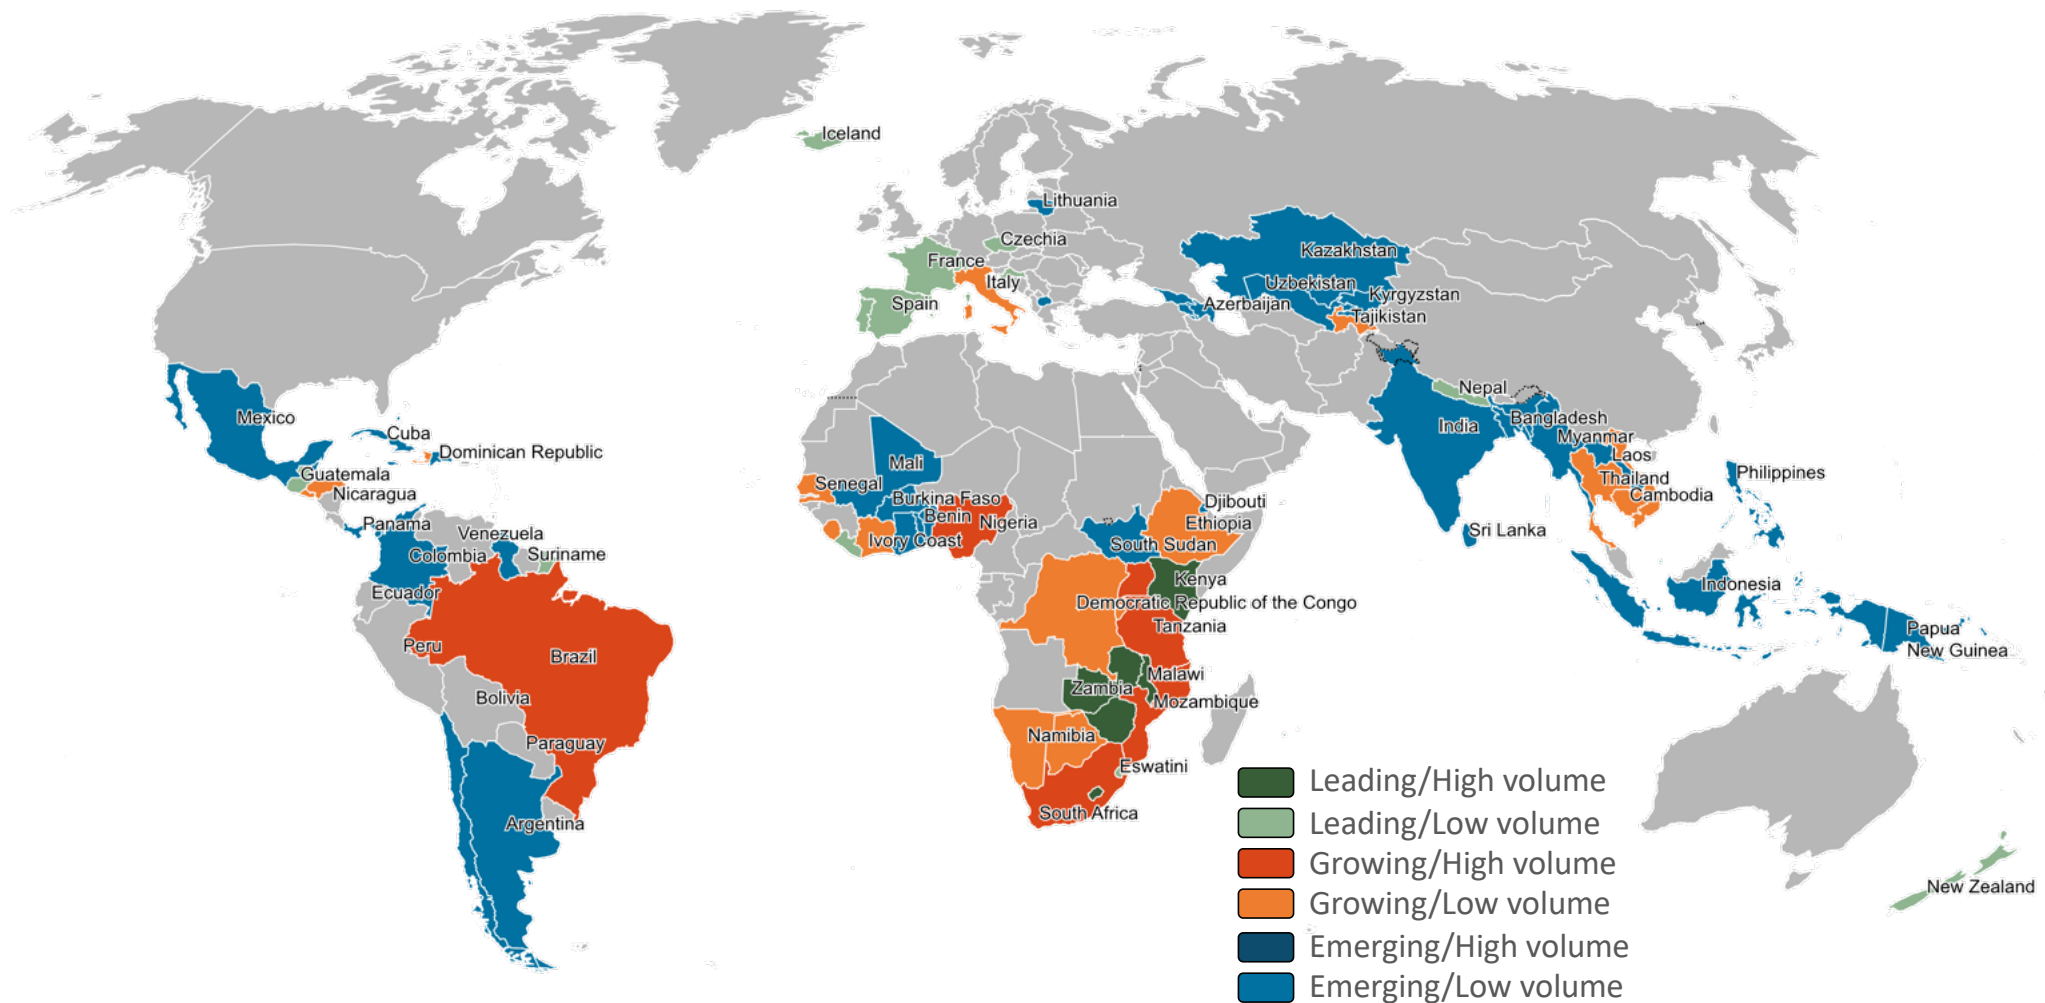 Iceland
Lithuania
Czechia
France
Italy
Spain
Kazakhstan
Uzbekistan
Kyrgyzstan
Azerbaijan
Tajikistan
Nepal
Mexico
Cuba
Dominican Republic
India
Bangladesh
Myanmar
Laos
Guatemala
Nicaragua
Mali
Senegal
Thailand
Cambodia
Philippines
Burkina Faso
Djibouti
Panama
Venezuela
Benin
Nigeria
Ethiopia
Sri Lanka
Colombia
Suriname
Ivory Coast
South Sudan
Kenya
Indonesia
Ecuador
Democratic Republic of the Congo
Tanzania
Papua
New Guinea
Peru
Brazil
Malawi
Zambia
Bolivia
Mozambique
Namibia
Paraguay
Eswatini
South Africa
Argentina
New Zealand
Leading/High volume
Leading/Low volume
Growing/High volume
Growing/Low volume
Emerging/High volume
Emerging/Low volume